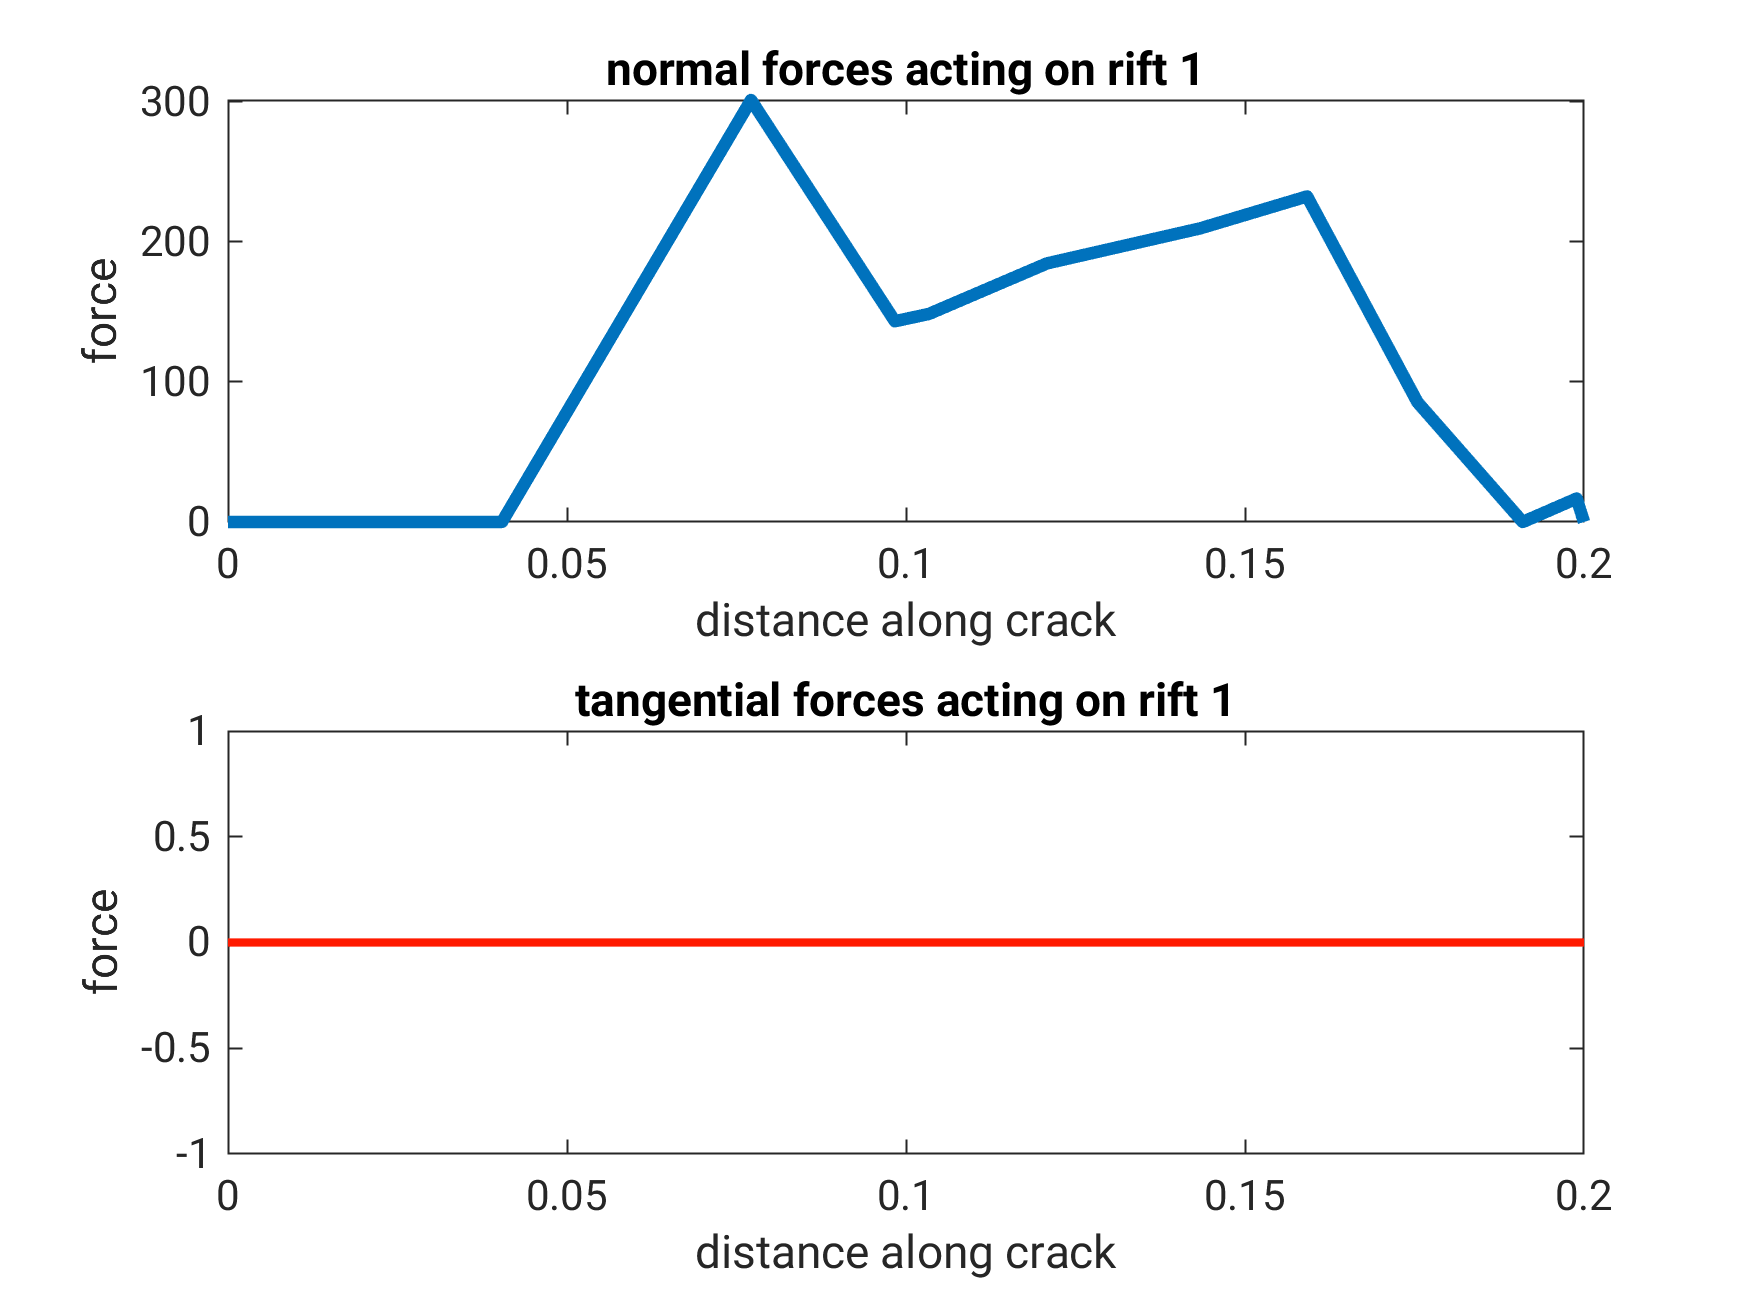 normal forces acting on rift 1
300
200
100
0
force
0 0.05 0.1 0.15 0.2
distance along crack
tangential forces acting on rift 1
1
0.5
0
-0.5
-1
force
0 0.05 0.1 0.15 0.2
distance along crack